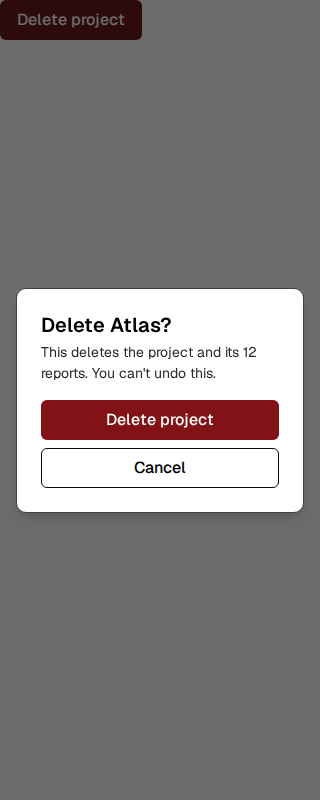 Delete project
Delete Atlas?
This deletes the project and its 12
reports. You can't undo this.
Delete project
Cancel